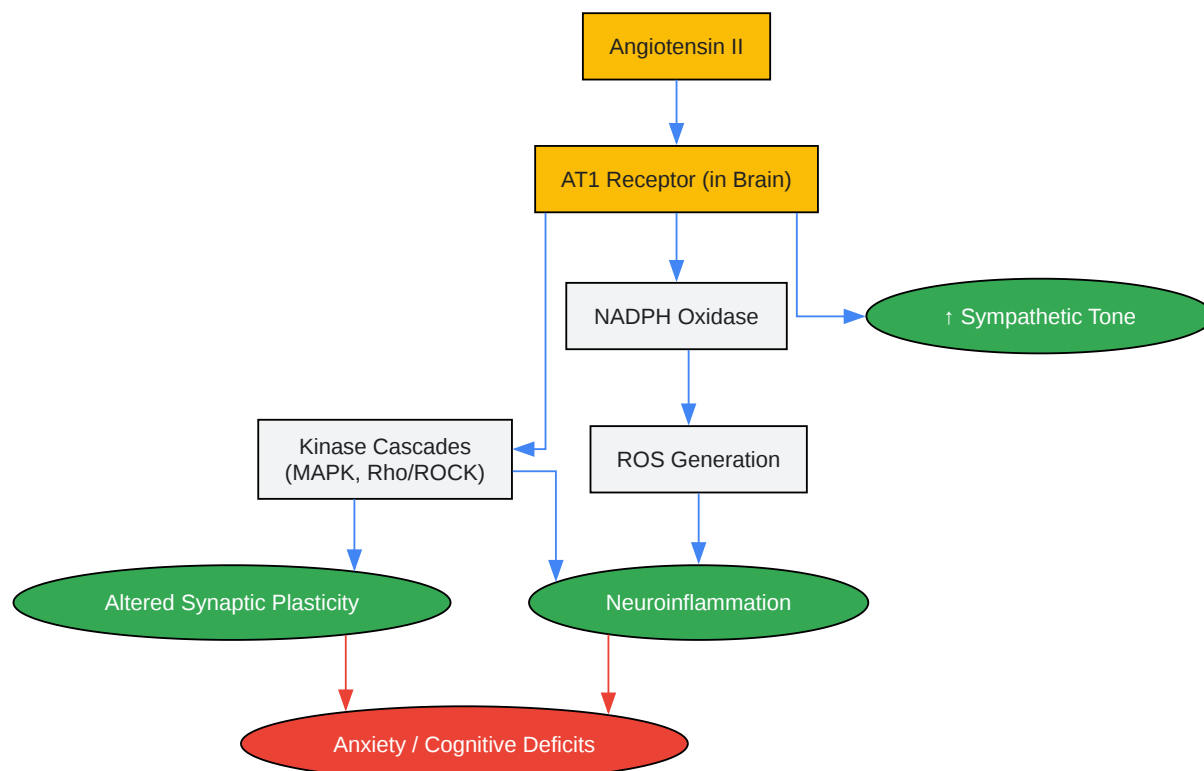 Angiotensin II
AT1 Receptor (in Brain)
NADPH Oxidase
↑ Sympathetic Tone
Kinase Cascades
(MAPK, Rho/ROCK)
ROS Generation
Altered Synaptic Plasticity
Neuroinflammation
Anxiety / Cognitive Deficits